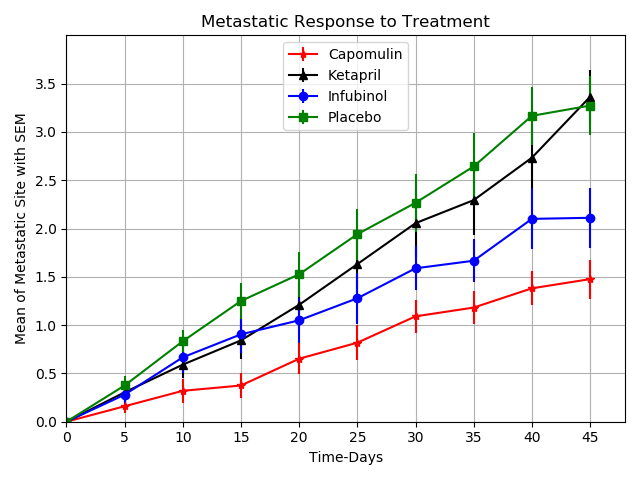 Metastatic Response to Treatment
Capomulin
Ketapril
Infubinol
Placebo
3.5
3.0
2.5
2.0
1.5
1.0
0.5
0.0
Mean of Metastatic Site with SEM
0 5 10 15 20 25 30 35 40 45
Time-Days